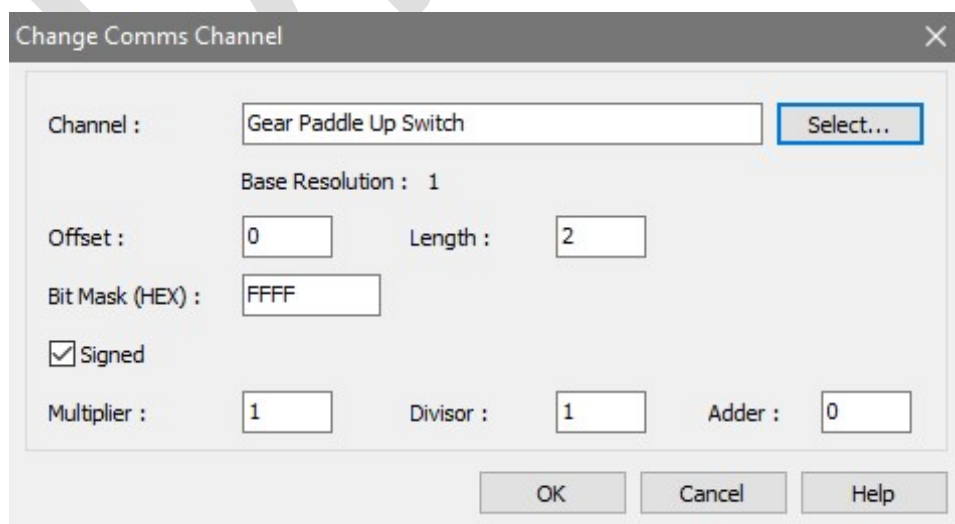 Change Comms Channel
Channel : Gear Paddle Up Switch Select...
Base Resolution : 1
Offset : 0 Length : 2
Bit Mask (HEX) : FFFF
Signed
Multiplier : 1 Divisor : 1 Adder : 0
OK Cancel Help